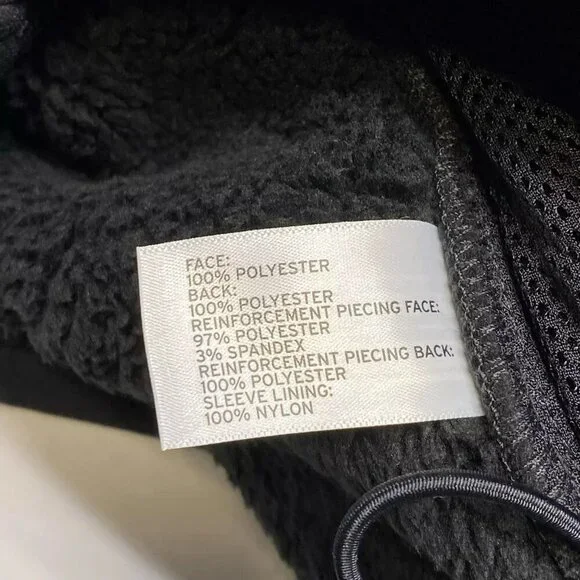 FACE:
100% POLYESTER
BACK:
100% POLYESTER
REINFORCEMENT PIECING FACE:
97% POLYESTER
3% SPANDEX
REINFORCEMENT PIECING BACK:
100% POLYESTER
SLEEVE LINING:
100% NYLON